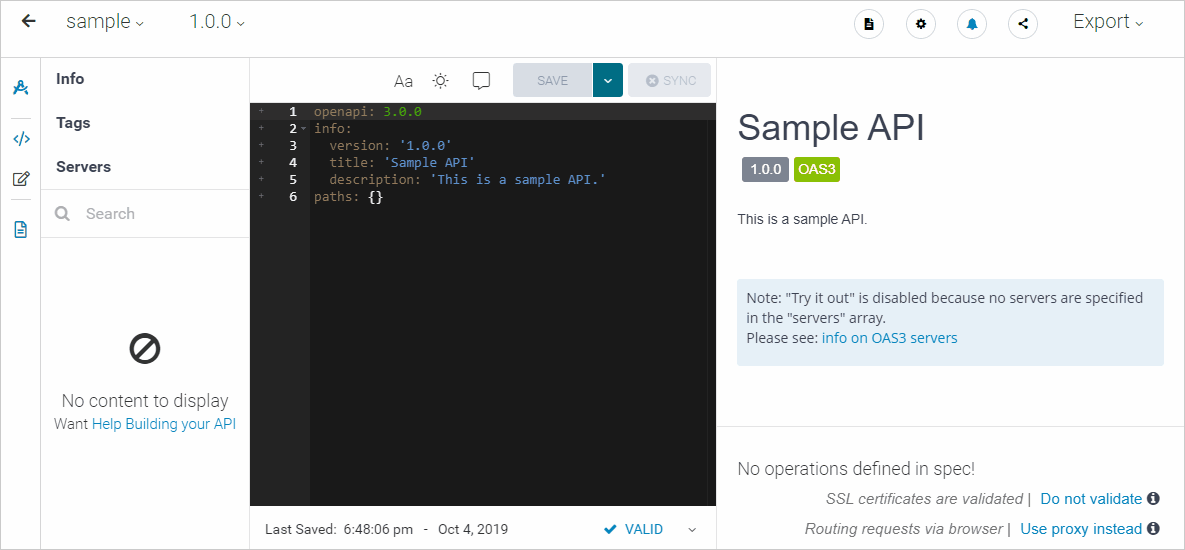 sample 1.0.0 Export
Info
Tags
Servers
Search
No content to display
Want Help Building your API
Aa SAVE SYNC
1 openapi: 3.0.0
2 info:
3 version: '1.0.0'
4 title: 'Sample API'
5 description: 'This is a sample API.'
6 paths: {}
Last Saved: 6:48:06 pm - Oct 4, 2019 VALID
Sample API
1.0.0 OAS3
This is a sample API.
Note: "Try it out" is disabled because no servers are specified
in the "servers" array.
Please see: info on OAS3 servers
No operations defined in spec!
SSL certificates are validated | Do not validate
Routing requests via browser | Use proxy instead